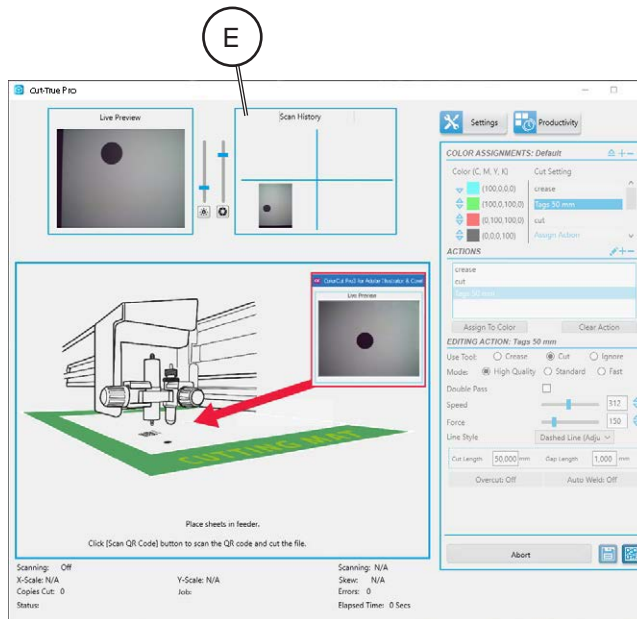 E
Cut-True Pro
Live Preview
Scan History
Settings
Productivity
COLOR ASSIGNMENTS: Default
Color (C, M, Y, K) Cut Setting
(100,0,0,0) crease
(100,0,100,0) Tags 50 mm
(0,100,100,0) cut
(0,0,0,100) Assign Action
ACTIONS
crease
cut
Tags 50 mm
Assign To Color Clear Action
EDITING ACTION: Tags 50 mm
Use Tool: Crease Cut Ignore
Mode: High Quality Standard Fast
Double Pass
Speed 312
Force 150
Line Style Dashed Line (Adju
Cut Length 50,000 mm Gap Length 1,000 mm
Overcut: Off Auto Weld: Off
Abort
ColorCut Pro3 for Adobe Illustrator & Corel
Live Preview
CUTTING MAT
Place sheets in feeder.
Click [Scan QR Code] button to scan the QR code and cut the file.
Scanning: Off Scanning: N/A
X-Scale: N/A Y-Scale: N/A Skew: N/A
Copies Cut: 0 Job: Errors: 0
Status: Elapsed Time: 0 Secs